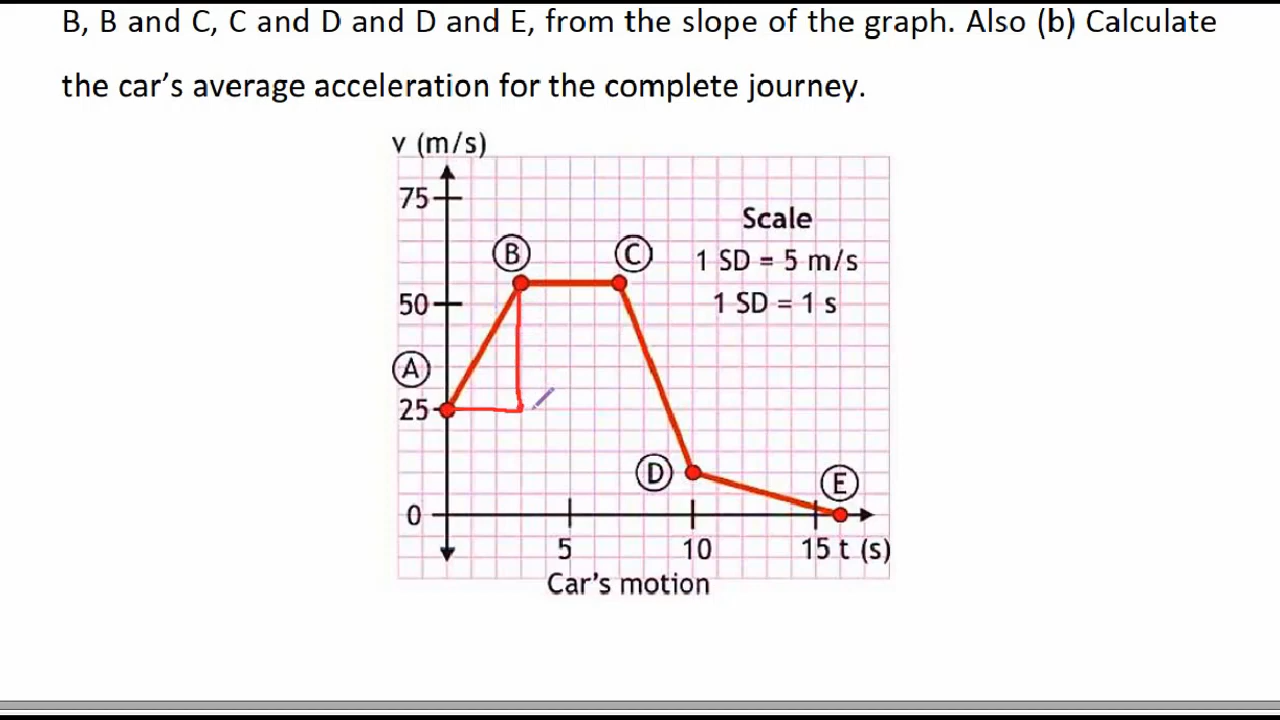 B, B and C, C and D and D and E, from the slope of the graph. Also (b) Calculate
the car’s average acceleration for the complete journey.
v (m/s)
75
Scale
B
C
1 SD = 5 m/s
50
1 SD = 1 s
A
25
D
E
0
5
10
15 t (s)
Car’s motion